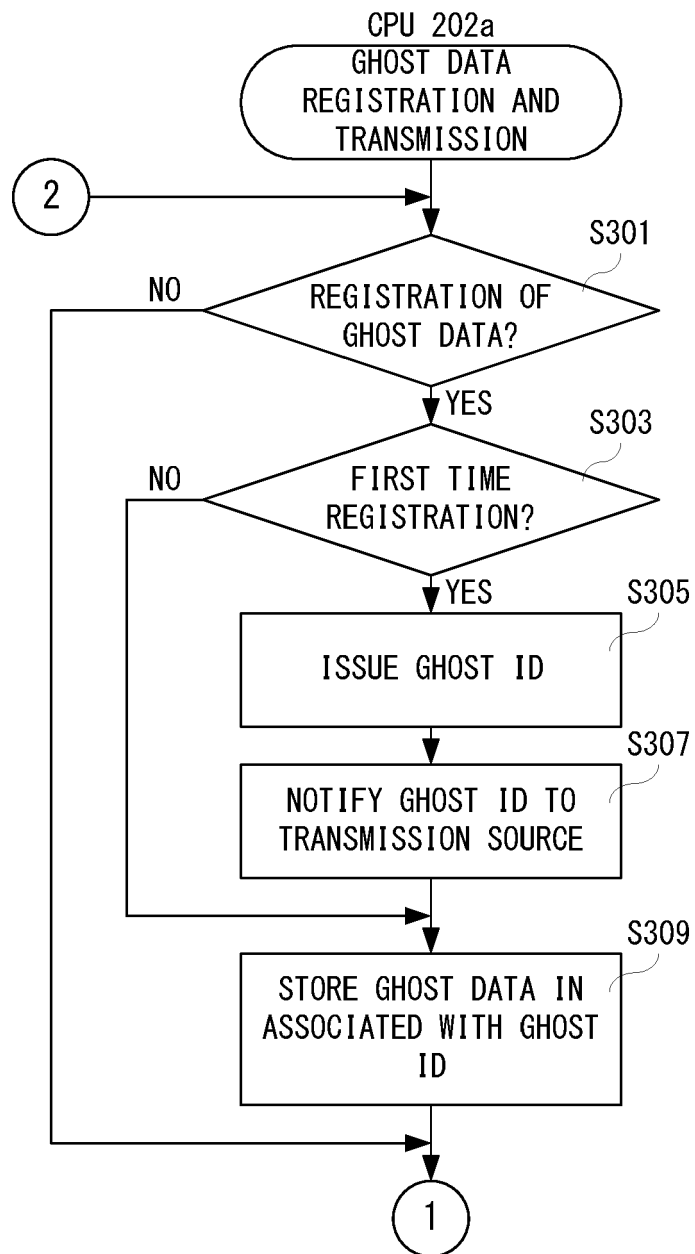 CPU 202a
GHOST DATA
REGISTRATION AND
TRANSMISSION
2
S301
NO
REGISTRATION OF
GHOST DATA?
YES
S303
NO
FIRST TIME
REGISTRATION?
YES
S305
ISSUE GHOST ID
S307
NOTIFY GHOST ID TO
TRANSMISSION SOURCE
S309
STORE GHOST DATA IN
ASSOCIATED WITH GHOST
ID
1